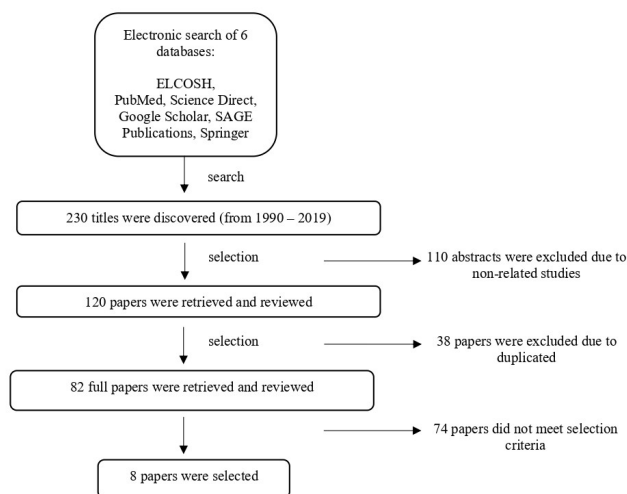 Electronic search of 6
databases:
ELCOSH,
PubMed, Science Direct,
Google Scholar, SAGE
Publications, Springer
search
230 titles were discovered (from 1990 – 2019)
selection
110 abstracts were excluded due to
non-related studies
120 papers were retrieved and reviewed
selection
38 papers were excluded due to
duplicated
82 full papers were retrieved and reviewed
74 papers did not meet selection
criteria
8 papers were selected